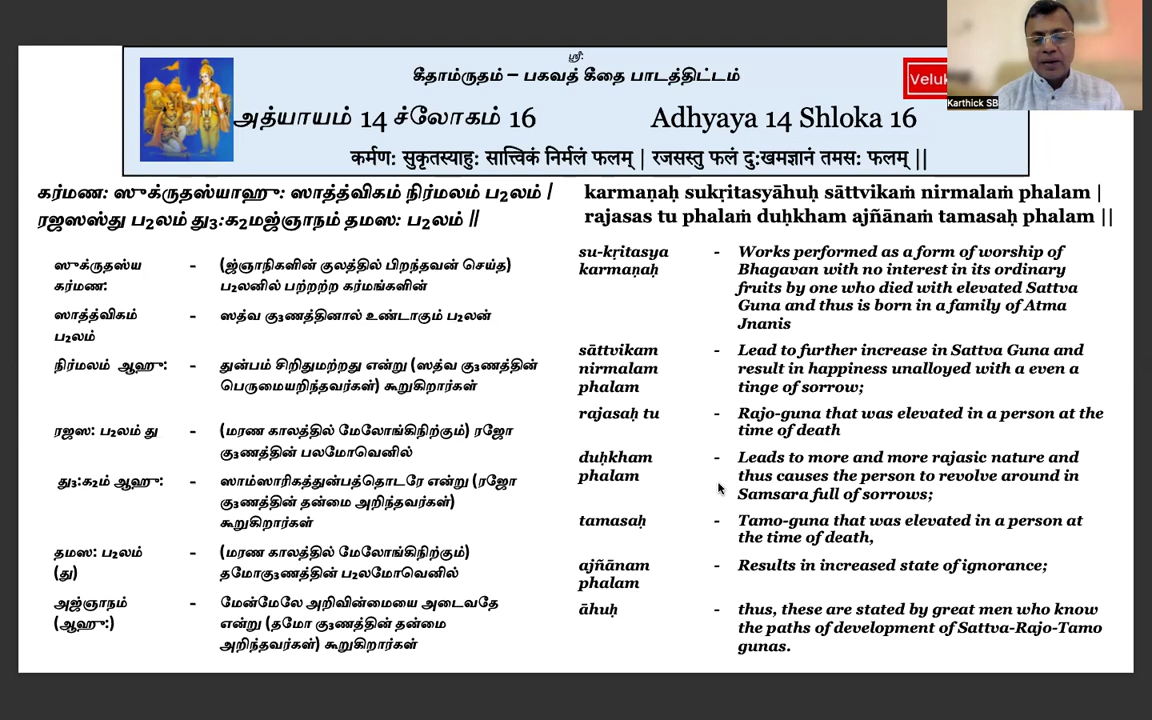 ஸ்ரீ:
கீதாம்ருதம் – பகவத் கீதை பாடத்திட்டம்
Veluk
Karthick SB
அத்யாயம் 14 ச்லோகம் 16 Adhyaya 14 Shloka 16
कर्मण: सुकृतस्याहु: सात्त्विकं निर्मलं फलम् | रजसस्तु फलं दु:खमज्ञानं तमस: फलम् ||
கர்மண: ஸுக்ருதஸ்யாஹு: ஸாத்த்விகம் நிர்மலம் ப2லம் /
ரஜஸஸ்து ப2லம் து3:க2மஜ்ஞாநம் தமஸ: ப2லம் //
ஸுக்ருதஸ்ய - (ஜ்ஞாநிகளின் குலத்தில் பிறந்தவன் செய்த)
கர்மண: ப2லனில் பற்றற்ற கர்மங்களின்
ஸாத்த்விகம் - ஸத்வ கு3ணத்தினால் உண்டாகும் ப2லன்
ப2லம்
நிர்மலம் ஆஹு: - துன்பம் சிறிதுமற்றது என்று (ஸத்வ கு3ணத்தின்
பெருமையறிந்தவர்கள்) கூறுகிறார்கள்
ரஜஸ: ப2லம் து - (மரண காலத்தில் மேலோங்கிநிற்கும்) ரஜோ
கு3ணத்தின் பலமோவெனில்
து3:க2ம் ஆஹு: - ஸாம்ஸாரிகத்துன்பத்தொடரே என்று (ரஜோ
கு3ணத்தின் தன்மை அறிந்தவர்கள்)
கூறுகிறார்கள்
தமஸ: ப2லம் - (மரண காலத்தில் மேலோங்கிநிற்கும்)
(து) தமோகு3ணத்தின் ப2லமோவெனில்
அஜ்ஞாநம் - மேன்மேலே அறிவின்மையை அடைவதே
(ஆஹு:) என்று (தமோ கு3ணத்தின் தன்மை
அறிந்தவர்கள்) கூறுகிறார்கள்
karmaṇaḥ sukṛitasyāhuḥ sāttvikaṁ nirmalaṁ phalam |
rajasas tu phalaṁ duḥkham ajñānaṁ tamasaḥ phalam ||
su-kṛitasya - Works performed as a form of worship of
karmaṇaḥ Bhagavan with no interest in its ordinary
fruits by one who died with elevated Sattva
Guna and thus is born in a family of Atma
Jnanis
sāttvikam - Lead to further increase in Sattva Guna and
nirmalam result in happiness unalloyed with a even a
phalam tinge of sorrow;
rajasaḥ tu - Rajo-guna that was elevated in a person at the
time of death
duḥkham - Leads to more and more rajasic nature and
phalam thus causes the person to revolve around in
Samsara full of sorrows;
tamasaḥ - Tamo-guna that was elevated in a person at
the time of death,
ajñānam - Results in increased state of ignorance;
phalam
āhuḥ - thus, these are stated by great men who know
the paths of development of Sattva-Rajo-Tamo
gunas.